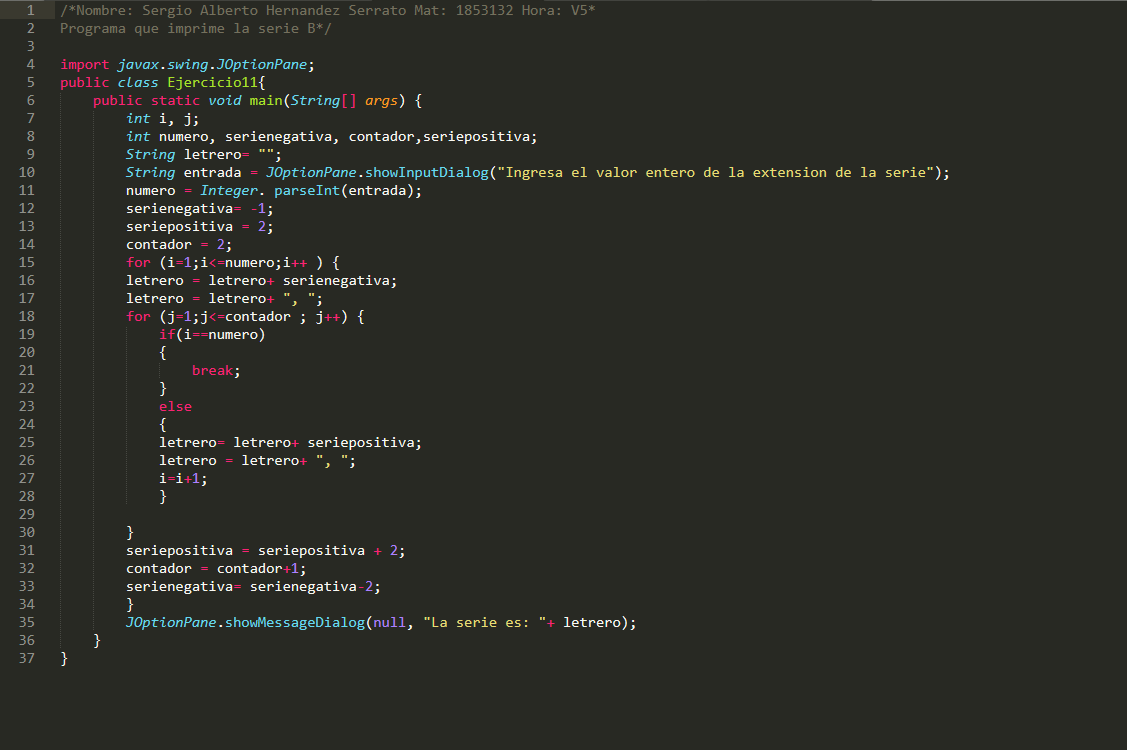 1 /*Nombre: Sergio Alberto Hernandez Serrato Mat: 1853132 Hora: V5*
2 Programa que imprime la serie B*/
3
4 import javax.swing.JOptionPane;
5 public class Ejercicio11{
6 public static void main(String[] args) {
7 int i, j;
8 int numero, serienegativa, contador,seriepositiva;
9 String letrero= "";
10 String entrada = JOptionPane.showInputDialog("Ingresa el valor entero de la extension de la serie");
11 numero = Integer. parseInt(entrada);
12 serienegativa= -1;
13 seriepositiva = 2;
14 contador = 2;
15 for (i=1;i<=numero;i++ ) {
16 letrero = letrero+ serienegativa;
17 letrero = letrero+ ", ";
18 for (j=1;j<=contador ; j++) {
19 if(i==numero)
20 {
21 break;
22 }
23 else
24 {
25 letrero= letrero+ seriepositiva;
26 letrero = letrero+ ", ";
27 i=i+1;
28 }
29
30 }
31 seriepositiva = seriepositiva + 2;
32 contador = contador+1;
33 serienegativa= serienegativa-2;
34 }
35 JOptionPane.showMessageDialog(null, "La serie es: "+ letrero);
36 }
37 }